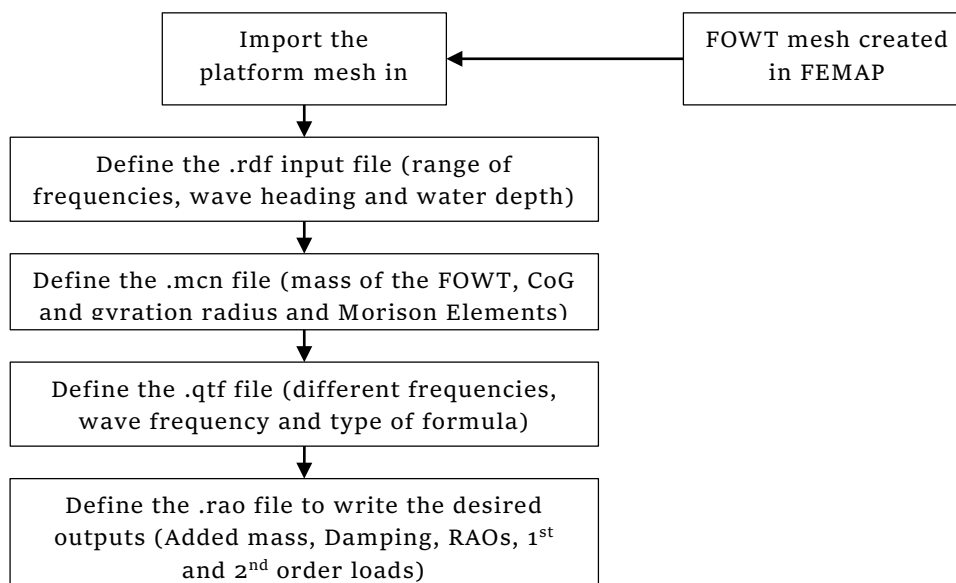 Import the
platform mesh in
FOWT mesh created
in FEMAP
Define the .rdf input file (range of
frequencies, wave heading and water depth)
Define the .mcn file (mass of the FOWT, CoG
and gyration radius and Morison Elements)
Define the .qtf file (different frequencies,
wave frequency and type of formula)
Define the .rao file to write the desired
outputs (Added mass, Damping, RAOs, 1st
and 2nd order loads)